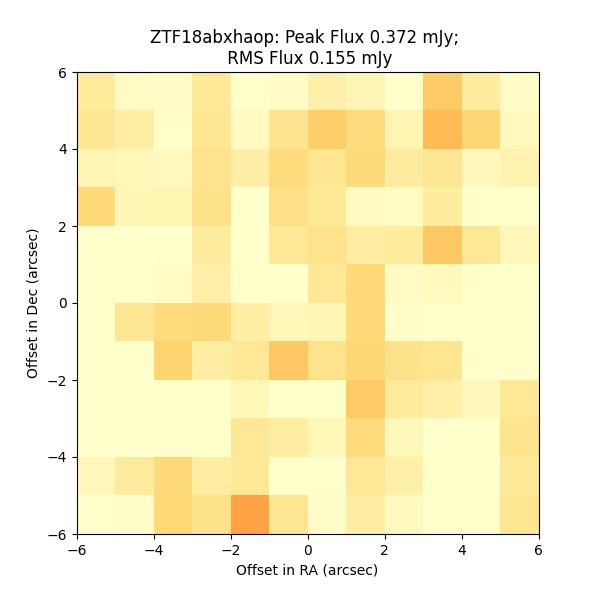 ZTF18abxhaop: Peak Flux 0.372 mJy;
RMS Flux 0.155 mJy
6
4
2
0
−2
−4
−6
Offset in Dec (arcsec)
−6 −4 −2 0 2 4 6
Offset in RA (arcsec)